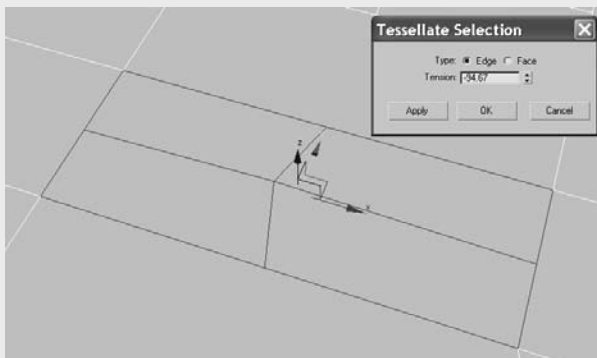 Tessellate Selection
Type: Edge Face
Tension: -94.67
Apply OK Cancel
z
x